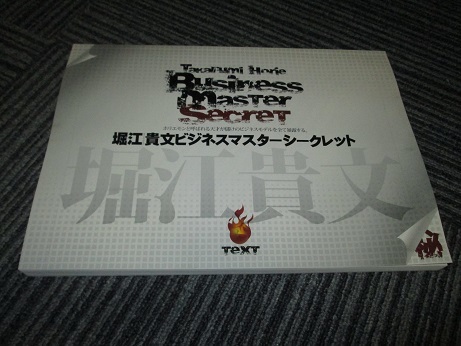 Takafumi Horie
Business
Master
Secret
堀江貴文ビジネスマスターシークレット
堀江貴文
TeXT